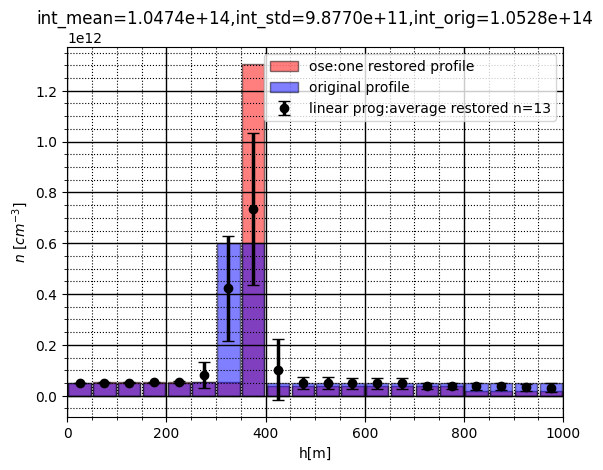 int_mean=1.0474e+14,int_std=9.8770e+11,int_orig=1.0528e+14
1e12
ose:one restored profile
original profile
linear prog:average restored n=13
1.2
1.0
0.8
0.6
0.4
0.2
0.0
n [cm⁻³]
0 200 400 600 800 1000
h[m]